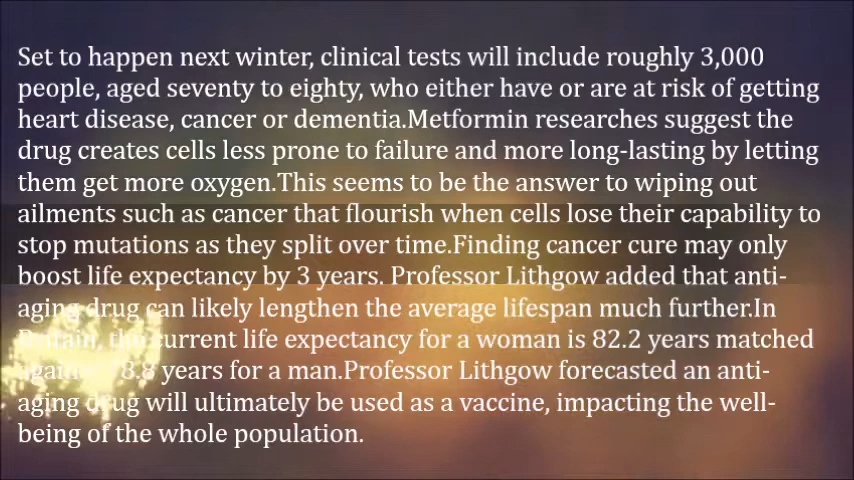 Set to happen next winter, clinical tests will include roughly 3,000
people, aged seventy to eighty, who either have or are at risk of getting
heart disease, cancer or dementia.Metformin researches suggest the
drug creates cells less prone to failure and more long-lasting by letting
them get more oxygen.This seems to be the answer to wiping out
ailments such as cancer that flourish when cells lose their capability to
stop mutations as they split over time.Finding cancer cure may only
boost life expectancy by 3 years. Professor Lithgow added that anti-
aging drug can likely lengthen the average lifespan much further.In
Britain, the current life expectancy for a woman is 82.2 years matched
years for a man.Professor Lithgow forecasted an anti-
aging drug will ultimately be used as a vaccine, impacting the well-
being of the whole population.